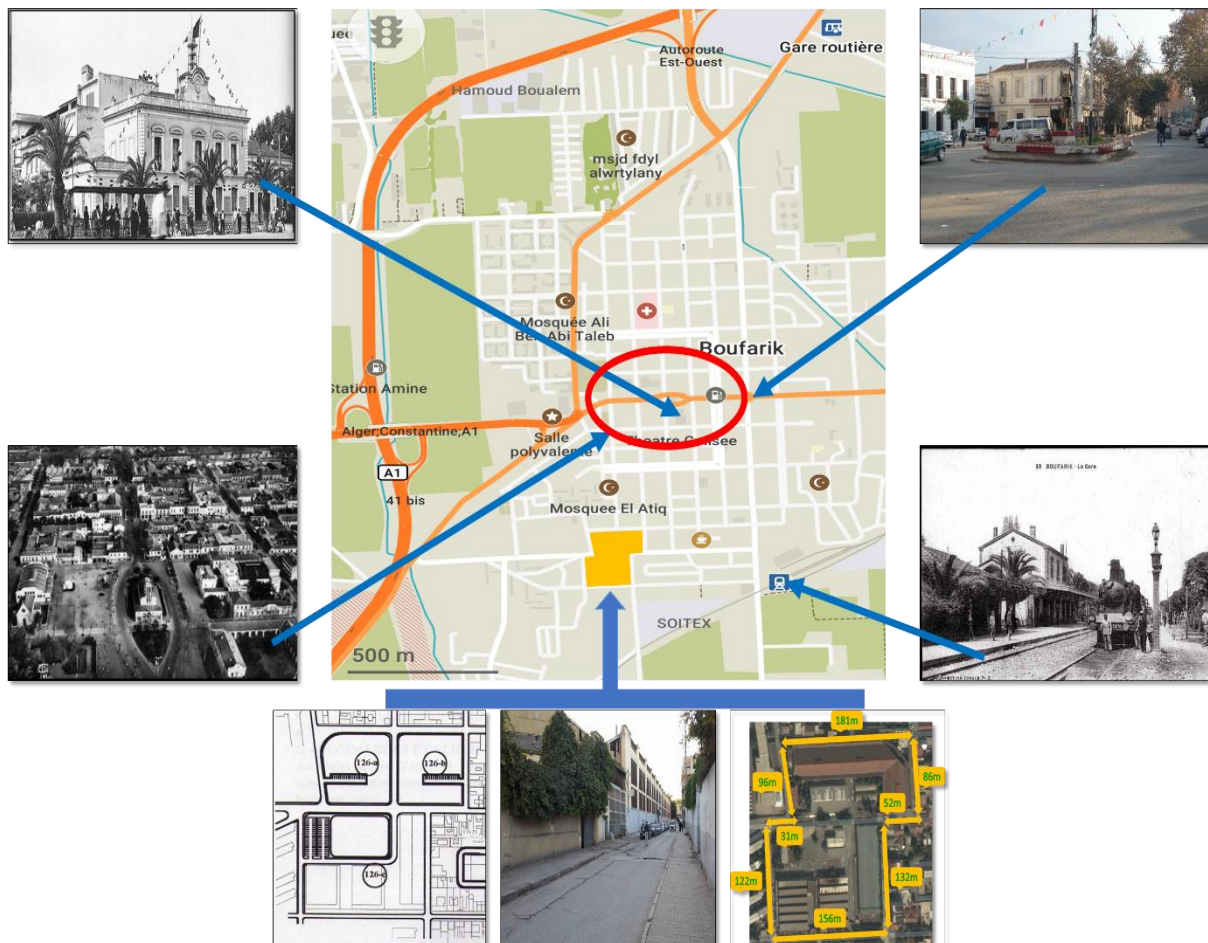 Autoroute
Est-Ouest
Gare routière
Hamoud Boualem
msjd fdyl
alwrtylany
Mosquée Ali
Ben Abi Taleb
Boufarik
Station Amine
Alger;Constantine;A1
Salle
polyvalente
Theatre Colisee
A1
41 bis
Mosquee El Atiq
SOITEX
500 m
33 BOUFARIK - La Gare
126-a
126-b
126-c
181m
96m
86m
52m
31m
122m
132m
156m